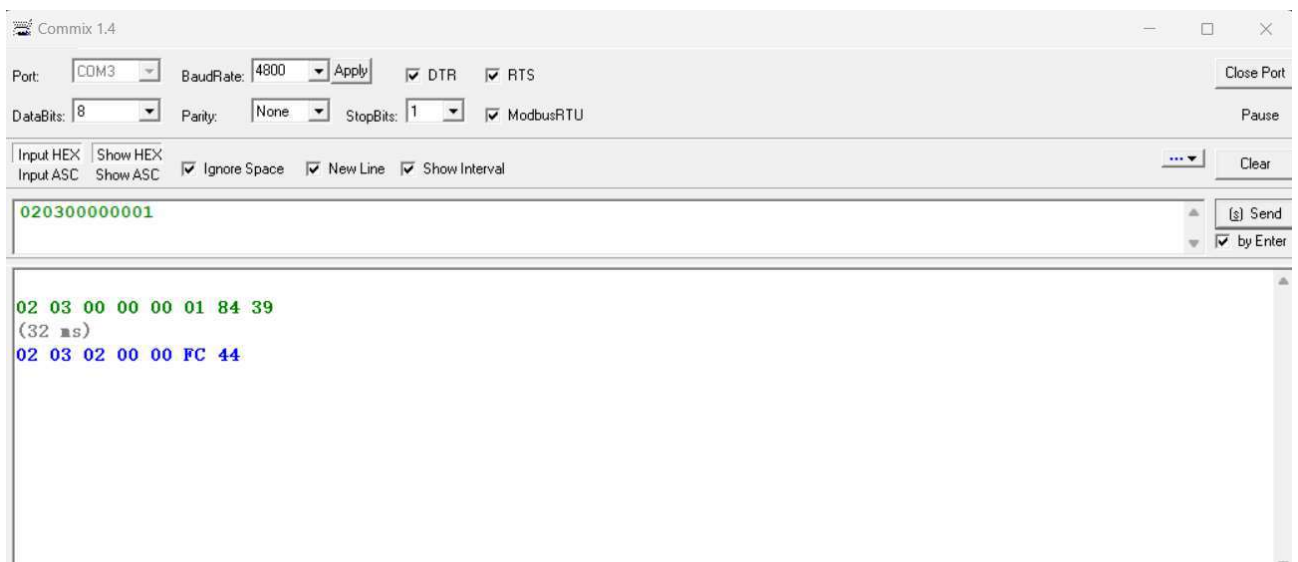 Commix 1.4
Port: COM3 BaudRate: 4800 Apply DTR RTS Close Port
DataBits: 8 Parity: None StopBits: 1 ModbusRTU Pause
Input HEX Show HEX
Input ASC Show ASC
Ignore Space New Line Show Interval ... Clear
020300000001 (s) Send
by Enter
02 03 00 00 00 01 84 39
(32 ms)
02 03 02 00 00 FC 44